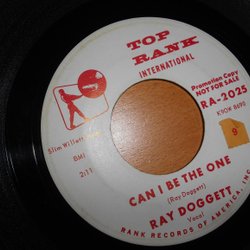 TOP
RANK
INTERNATIONAL
Promotion Copy
NOT FOR SALE
RA-2025
Slim Willet
BMI
2:11
9
CAN I BE THE ONE
(Ray Doggett)
RAY DOGGETT
Vocal
RANK RECORDS OF AMERICA, INC.